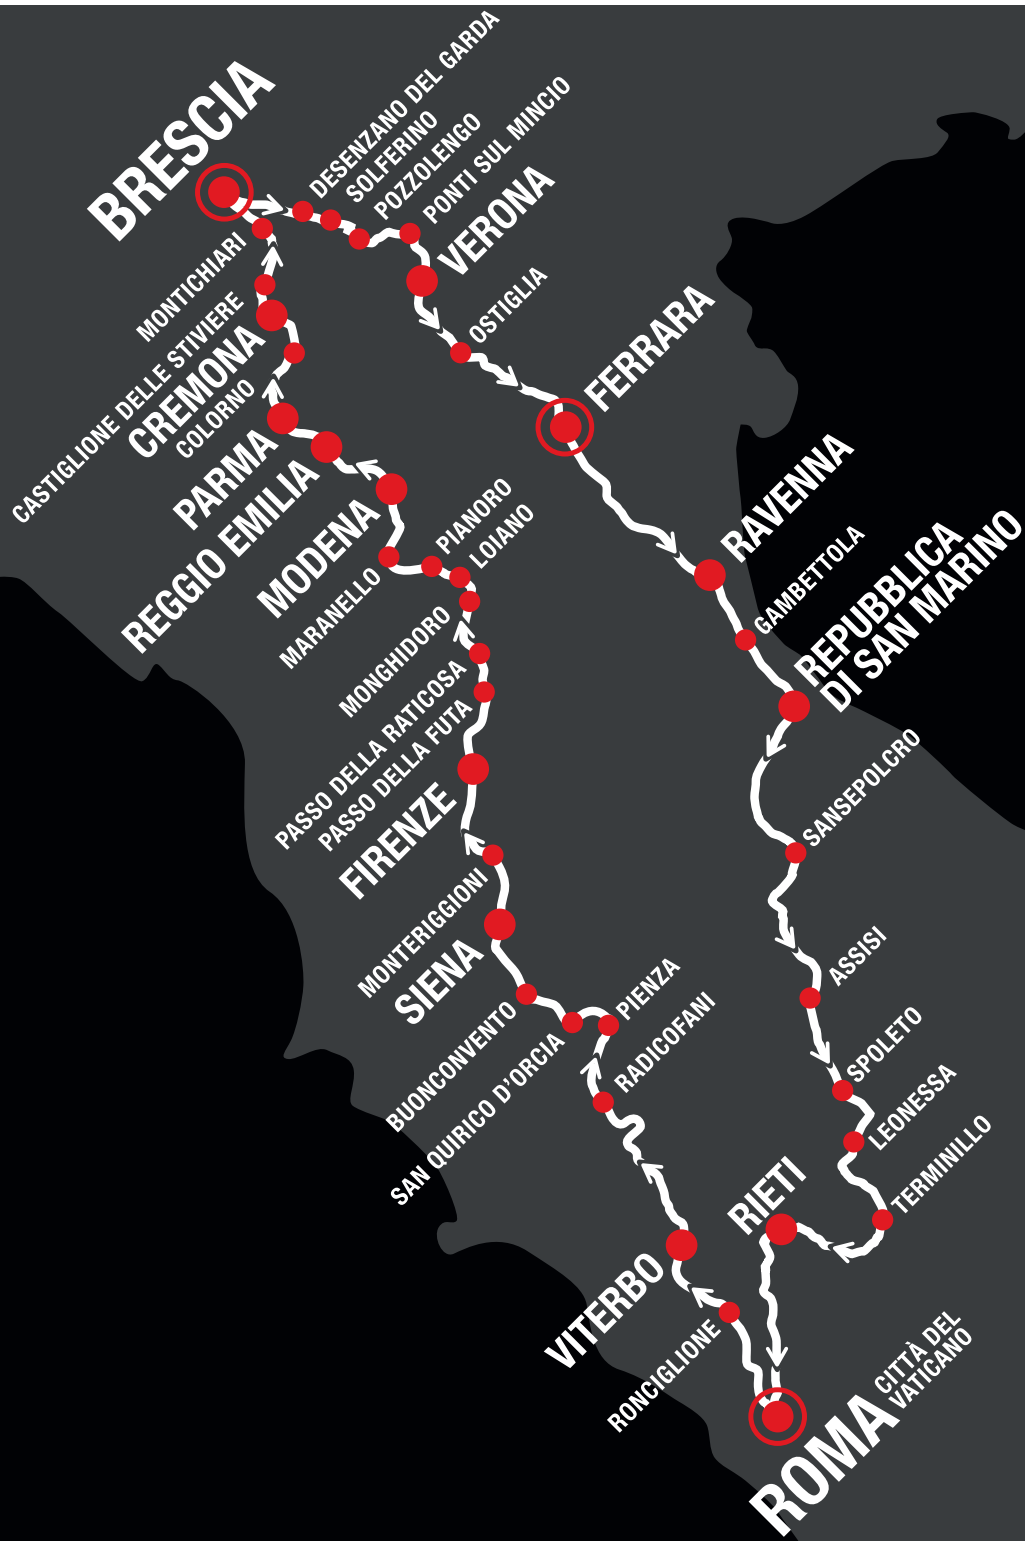 BRESCIA
DESENZANO DEL GARDA
SOLFERINO
POZZOLENGO
PONTI SUL MINCIO
VERONA
OSTIGLIA
FERRARA
RAVENNA
GAMBETTOLA
REPUBBLICA
DI SAN MARINO
SANSEPOLCRO
ASSISI
SPOLETO
LEONESSA
TERMINILLO
RIETI
ROMA
CITTÀ DEL
VATICANO
RONCIGLIONE
VITERBO
RADICOFANI
PIENZA
SAN QUIRICO D'ORCIA
BUONCONVENTO
SIENA
MONTERIGGIONI
FIRENZE
PASSO DELLA FUTA
PASSO DELLA RATICOSA
MONGHIDORO
LOIANO
PIANORO
MARANELLO
MODENA
REGGIO EMILIA
PARMA
COLORNO
CREMONA
CASTIGLIONE DELLE STIVIERE
MONTICHIARI